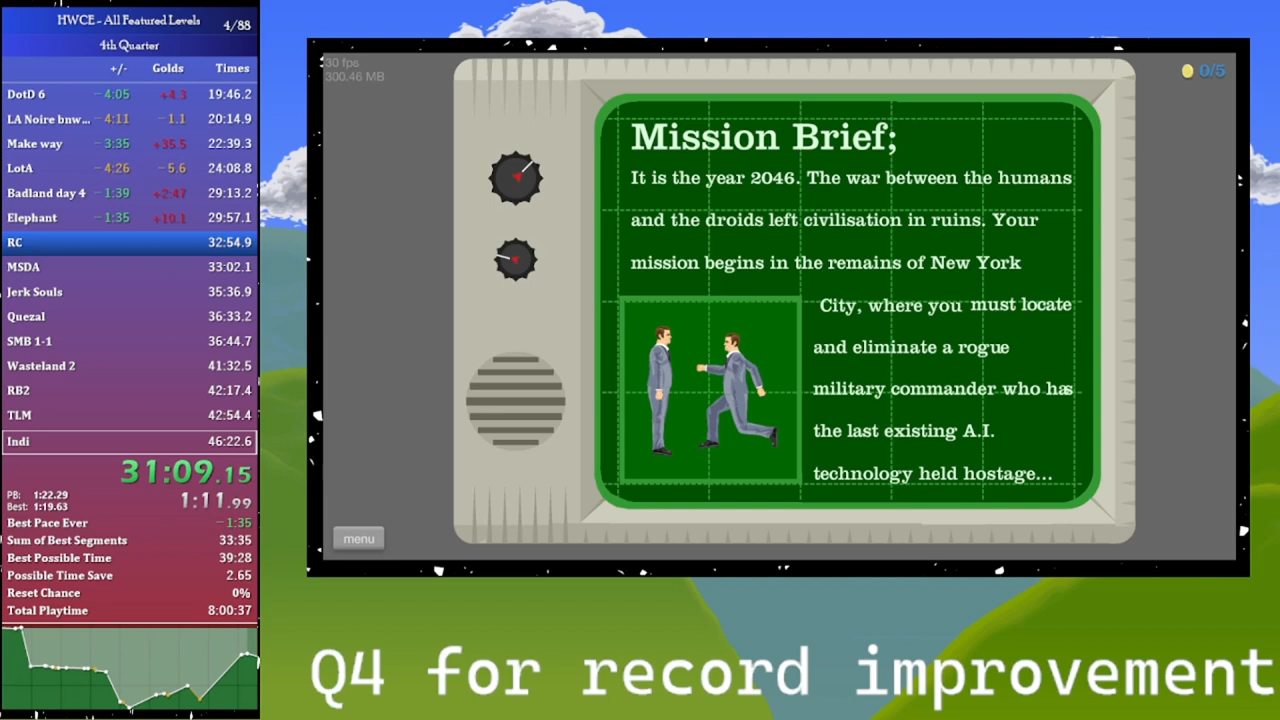 HWCE - All Featured Levels 4/88
4th Quarter
+/- Golds Times
DotD 6 −4:05 +4.3 19:46.2
LA Noire bnw... −4:11 −1.1 20:14.9
Make way −3:35 +35.5 22:39.3
LotA −4:26 −5.6 24:08.8
Badland day 4 −1:39 +2:47 29:13.2
Elephant −1:35 +10.1 29:57.1
RC 32:54.9
MSDA 33:02.1
Jerk Souls 35:36.9
Quezal 36:33.2
SMB 1-1 36:44.7
Wasteland 2 41:32.5
RB2 42:17.4
TLM 42:54.4
Indi 46:22.6
31:09.15
PB: 1:22.29
Best: 1:19.63
1:11.99
Best Pace Ever −1:35
Sum of Best Segments 33:35
Best Possible Time 39:28
Possible Time Save 2.65
Reset Chance 0%
Total Playtime 8:00:37
30 fps
300.46 MB
0/5
Mission Brief;
It is the year 2046. The war between the humans
and the droids left civilisation in ruins. Your
mission begins in the remains of New York
City, where you must locate
and eliminate a rogue
military commander who has
the last existing A.I.
technology held hostage...
menu
Q4 for record improvement